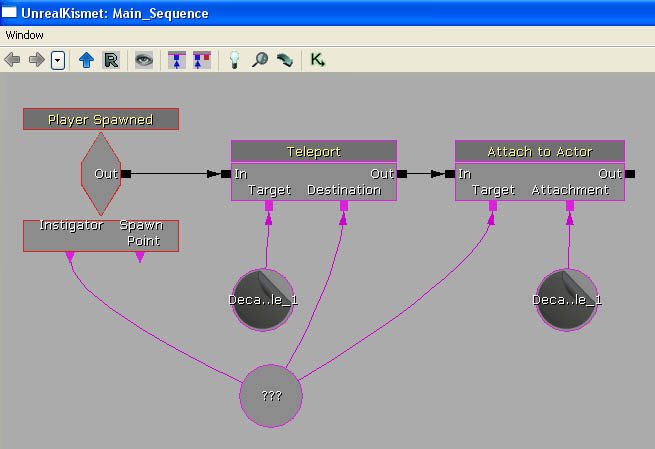 UnrealKismet: Main_Sequence
Window
R
K
Player Spawned
Out
Instigator Spawn
Point
Teleport
In Out
Target Destination
Attach to Actor
In Out
Target Attachment
Deca..le_1
Deca..le_1
???